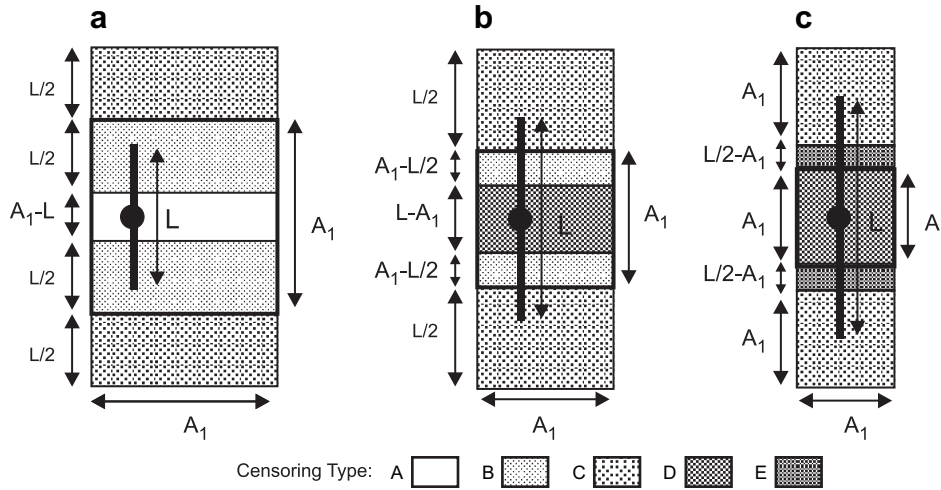 a
L/2
L/2
A1-L
L/2
L/2
L
A1
A1
b
L/2
A1-L/2
L-A1
A1-L/2
L/2
L
A1
A1
c
A1
L/2-A1
A1
L/2-A1
A1
L
A
A1
Censoring Type: A B C D E